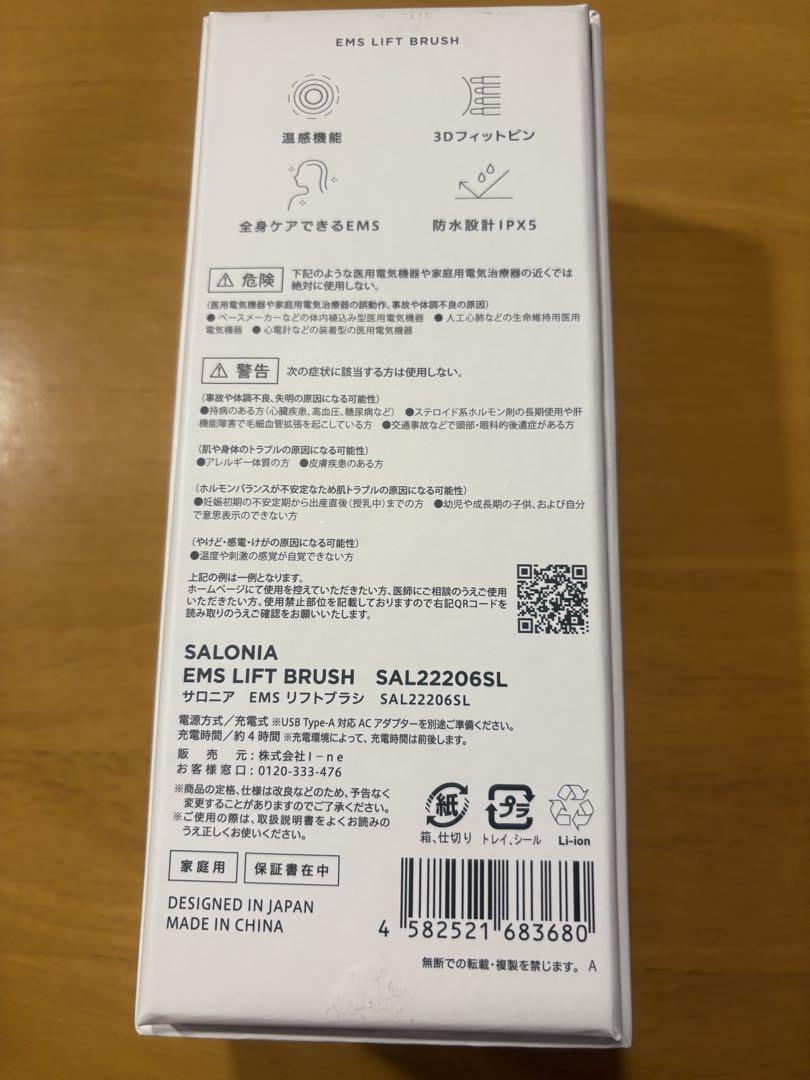 EMS LIFT BRUSH
温感機能
3Dフィットピン
全身ケアできるEMS
防水設計IPX5
危険 下記のような医用電気機器や家庭用電気治療器の近くでは
絶対に使用しない。
(医用電気機器や家庭用電気治療器の誤動作、事故や体調不良の原因)
●ペースメーカーなどの体内植込み型医用電気機器 ●人工心肺などの生命維持用医用
電気機器 ●心電計などの装着型の医用電気機器
警告 次の症状に該当する方は使用しない。
(事故や体調不良、失明の原因になる可能性)
●持病のある方(心臓疾患、高血圧、糖尿病など) ●ステロイド系ホルモン剤の長期使用や肝
機能障害で毛細血管拡張を起こしている方 ●交通事故などで頭部・眼科的後遺症がある方
(肌や身体のトラブルの原因になる可能性)
●アレルギー体質の方 ●皮膚疾患のある方
(ホルモンバランスが不安定なため肌トラブルの原因になる可能性)
●妊娠初期の不安定期から出産直後(授乳中)までの方 ●幼児や成長期の子供、および自分
で意思表示のできない方
(やけど・感電・けがの原因になる可能性)
●温度や刺激の感覚が自覚できない方
上記の例は一例となります。
ホームページにて使用を控えていただきたい方、医師にご相談のうえご使用
いただきたい方、使用禁止部位を記載しておりますので右記QRコードを
読み取りのうえご確認をお願いいたします。
SALONIA
EMS LIFT BRUSH SAL22206SL
サロニア EMS リフトブラシ SAL22206SL
電源方式/充電式 ※USB Type-A 対応 AC アダプターを別途ご準備ください。
充電時間/約4時間 ※充電環境によって、充電時間は前後します。
販売元:株式会社I-ne
お客様窓口:0120-333-476
※商品の定格、仕様は改良などのため、予告なく
変更することがありますのでご了承ください。
※ご使用の際は、取扱説明書をよくお読みの
うえ正しくお使いください。
紙
箱、仕切り
プラ
トレイ、シール
Li-ion
家庭用
保証書在中
DESIGNED IN JAPAN
MADE IN CHINA
4 582521 683680
無断での転載・複製を禁じます。 A